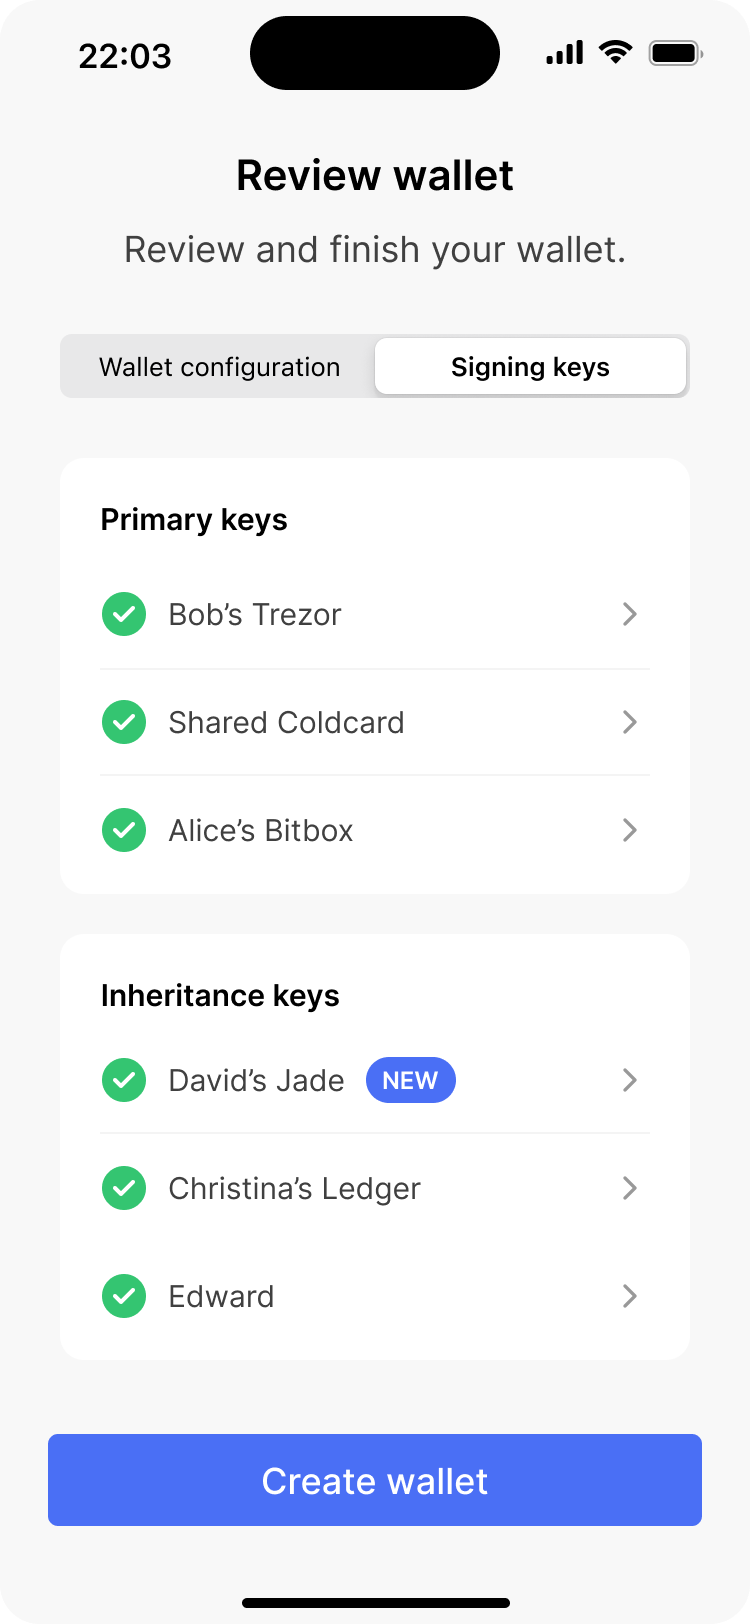 22:03
Review wallet
Review and finish your wallet.
Wallet configuration
Signing keys
Primary keys
Bob’s Trezor
Shared Coldcard
Alice’s Bitbox
Inheritance keys
David’s Jade NEW
Christina’s Ledger
Edward
Create wallet